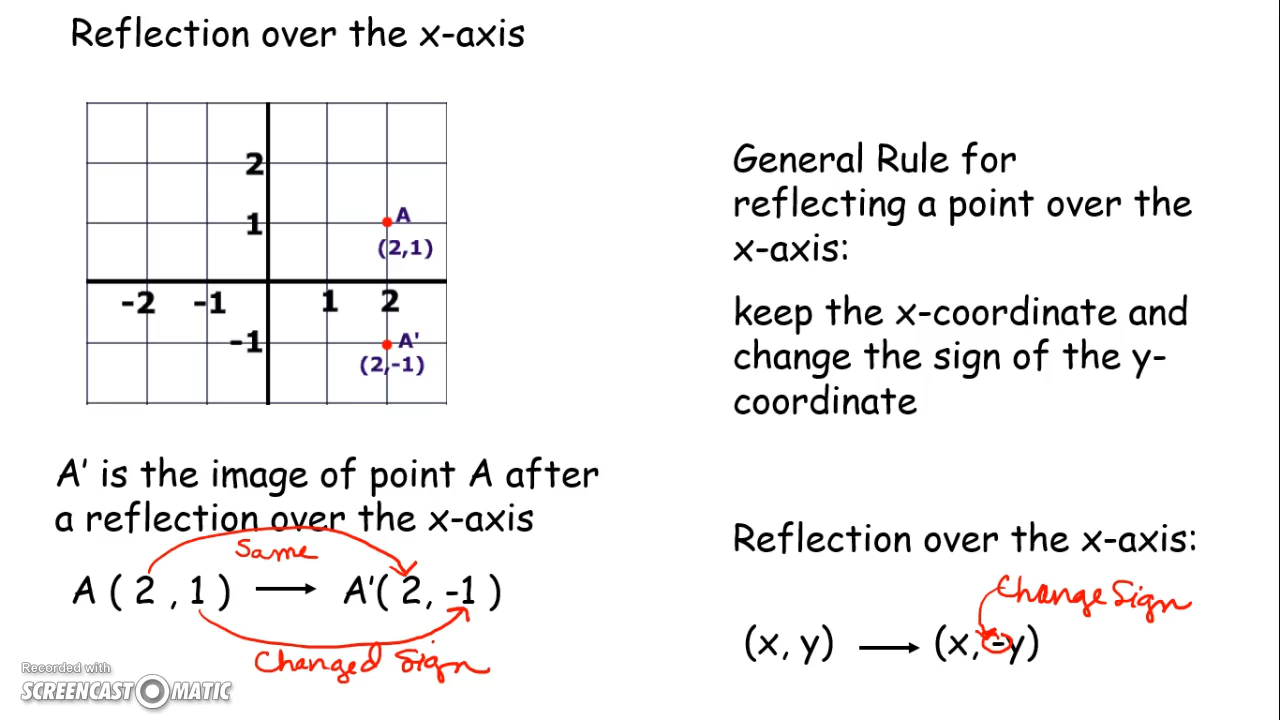 Reflection over the x-axis
2
1
A
(2,1)
-2 -1 1 2
-1
A'
(2,-1)
General Rule for
reflecting a point over the
x-axis:
keep the x-coordinate and
change the sign of the y-
coordinate
A' is the image of point A after
a reflection over the x-axis
Same
A ( 2 , 1 ) → A'( 2, -1 )
Changed Sign
Reflection over the x-axis:
Change Sign
(x, y) → (x, -y)
Recorded with
SCREENCAST O MATIC